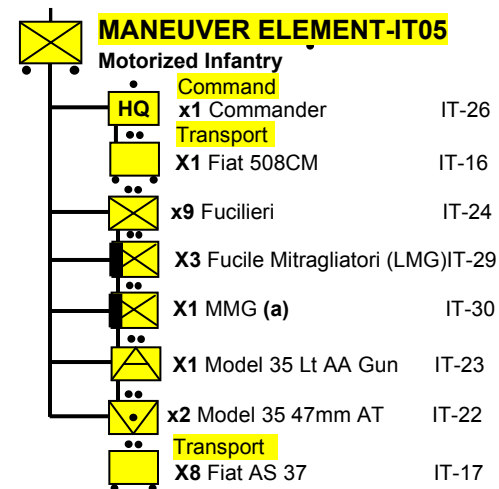 MANEUVER ELEMENT-IT05
Motorized Infantry
Command
HQ x1 Commander IT-26
Transport
X1 Fiat 508CM IT-16
x9 Fucilieri IT-24
X3 Fucile Mitragliatori (LMG)IT-29
X1 MMG (a) IT-30
X1 Model 35 Lt AA Gun IT-23
x2 Model 35 47mm AT IT-22
Transport
X8 Fiat AS 37 IT-17